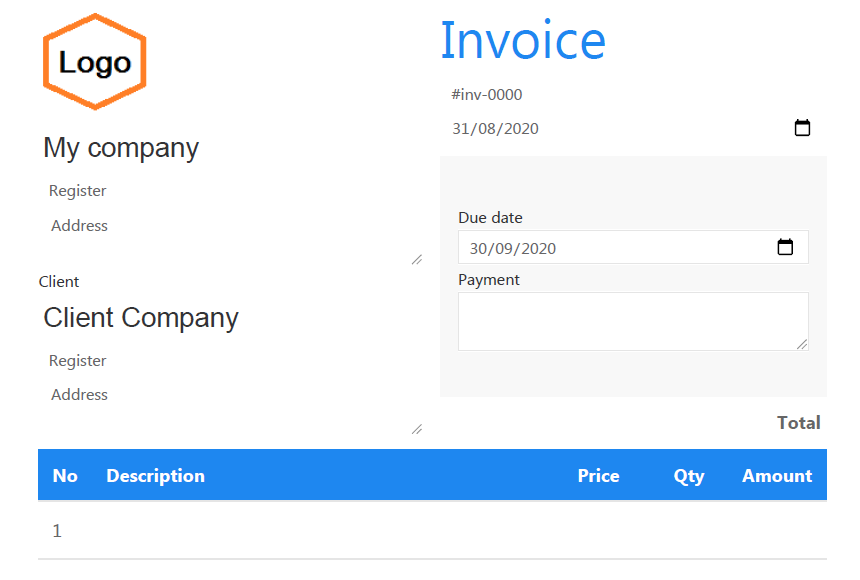 Logo
Invoice
#inv-0000
31/08/2020
My company
Register
Address
Due date
30/09/2020
Payment
Client
Client Company
Register
Address
Total
No Description Price Qty Amount
1